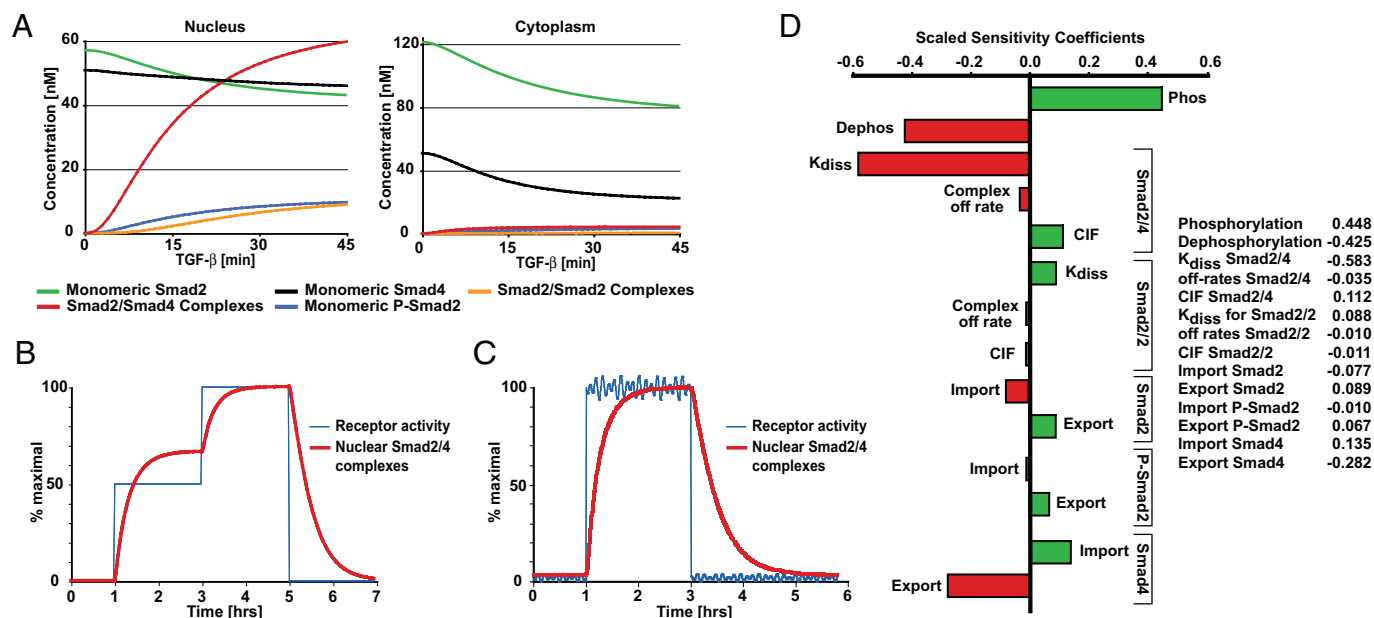 A
Nucleus
Concentration [nM]
60
40
20
0
0 15 30 45
TGF-β [min]
Cytoplasm
Concentration [nM]
120
80
40
0
0 15 30 45
TGF-β [min]
Monomeric Smad2
Monomeric Smad4
Smad2/Smad2 Complexes
Smad2/Smad4 Complexes
Monomeric P-Smad2
B
% maximal
100
50
0
0 1 2 3 4 5 6 7
Time [hrs]
Receptor activity
Nuclear Smad2/4
complexes
C
% maximal
100
50
0
0 1 2 3 4 5 6
Time [hrs]
Receptor activity
Nuclear Smad2/4
complexes
D
Scaled Sensitivity Coefficients
-0.6 -0.4 -0.2 0.0 0.2 0.4 0.6
Phos
Dephos
Kdiss
Complex
off rate
CIF
Smad2/4
Kdiss
Complex
off rate
CIF
Smad2/2
Import
Export
Smad2
Import
Export
P-Smad2
Import
Export
Smad4
Phosphorylation 0.448
Dephosphorylation -0.425
Kdiss Smad2/4 -0.583
off-rates Smad2/4 -0.035
CIF Smad2/4 0.112
Kdiss for Smad2/2 0.088
off rates Smad2/2 -0.010
CIF Smad2/2 -0.011
Import Smad2 -0.077
Export Smad2 0.089
Import P-Smad2 -0.010
Export P-Smad2 0.067
Import Smad4 0.135
Export Smad4 -0.282